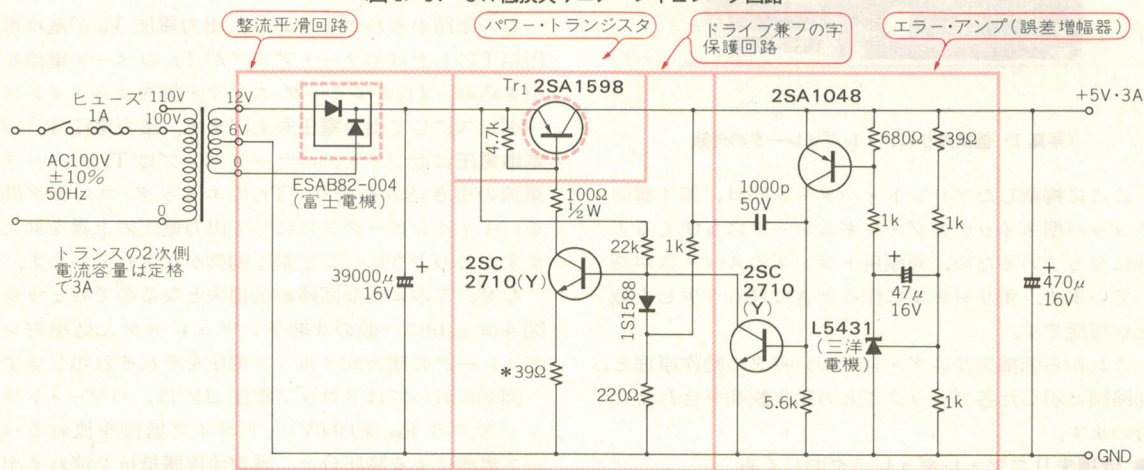 整流平滑回路
パワー・トランジスタ
ドライブ兼フの字
保護回路
エラー・アンプ(誤差増幅器)
ヒューズ
1A
110V
100V
0
AC100V
±10%
50Hz
トランスの2次側
電流容量は定格
で3A
12V
6V
0
ESAB82-004
(富士電機)
39000μ
16V
Tr₁ 2SA1598
4.7k
100Ω
½W
2SC
2710(Y)
*39Ω
22k
1k
1S1588
220Ω
1000p
50V
2SA1048
2SC
2710
(Y)
5.6k
680Ω
39Ω
1k
1k
47μ
16V
L5431
(三洋
電機)
1k
470μ
16V
+5V・3A
GND